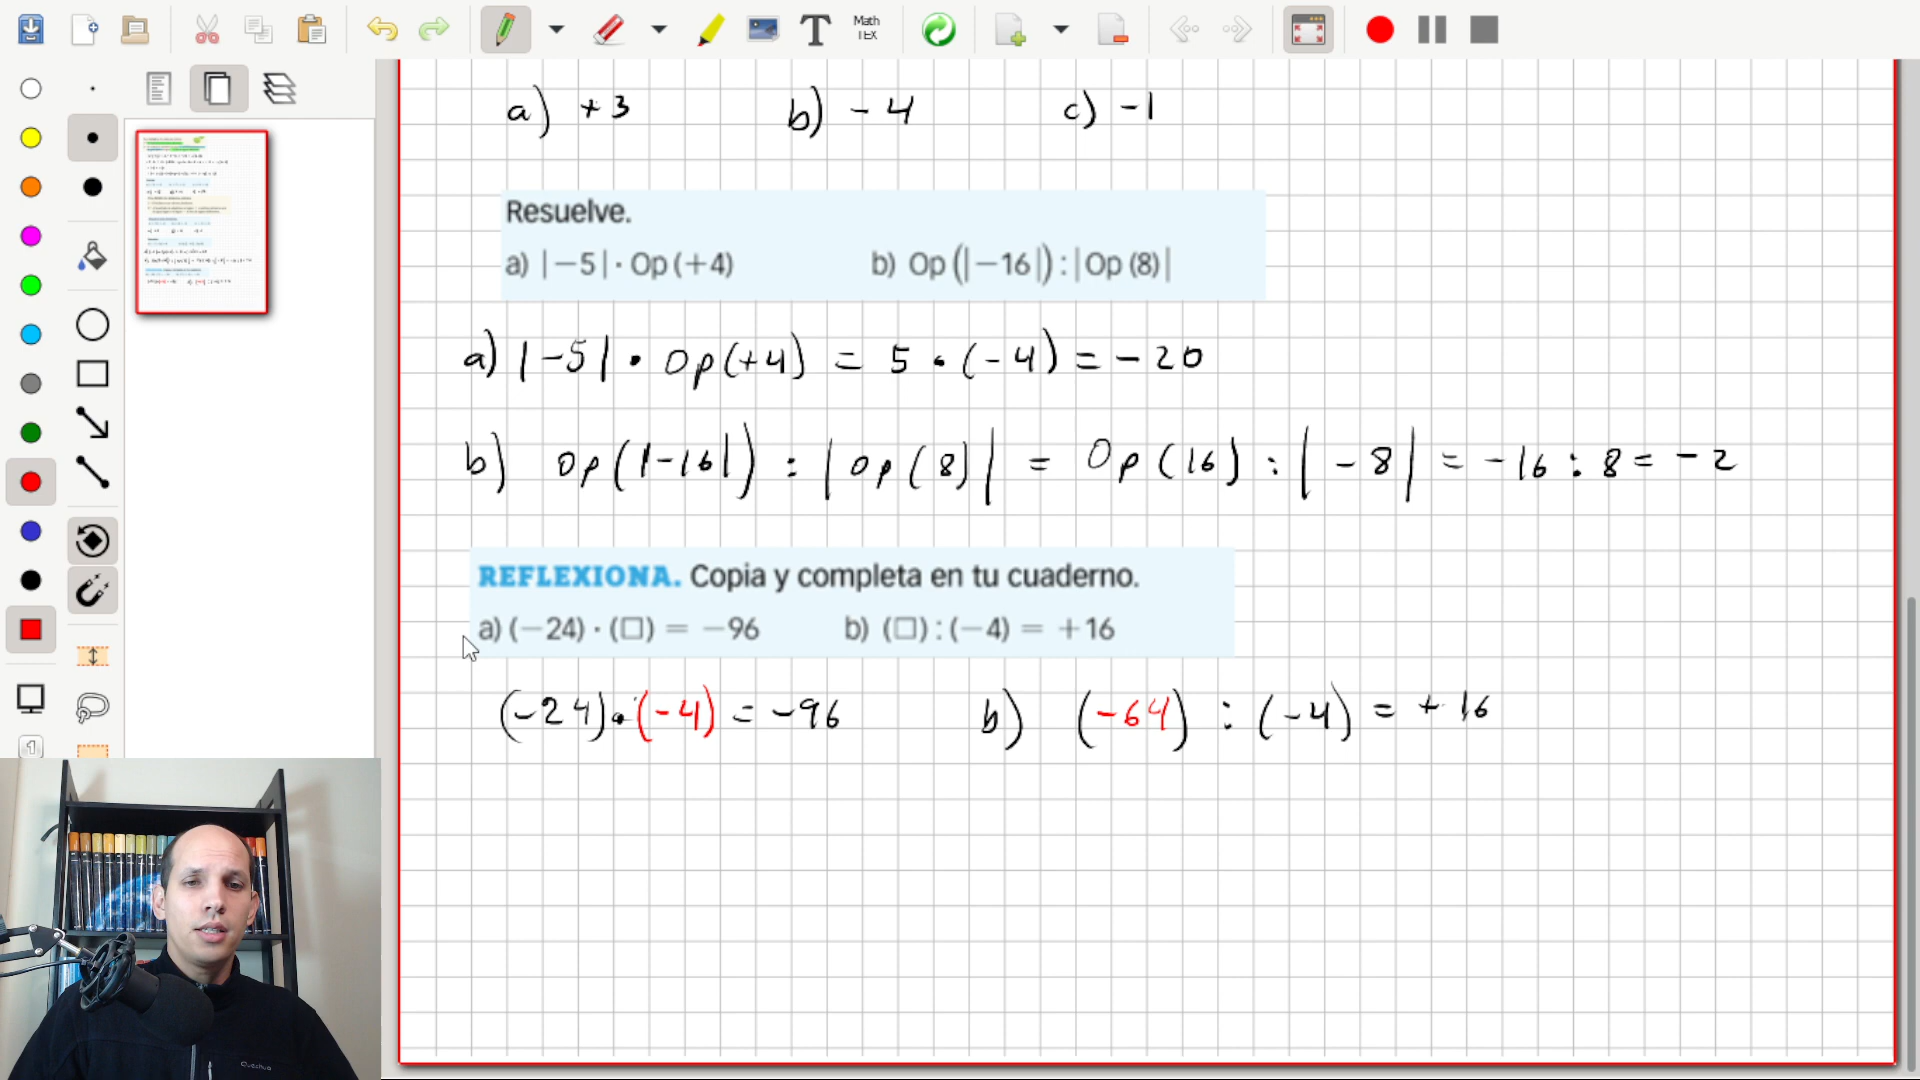 Math
TEX
a) +3 b) -4 c) -1
Resuelve.
a) |−5| · Op (+4) b) Op (|−16|) : |Op (8)|
a) |-5| · Op(+4) = 5 · (-4) = -20
b) Op(|-16|) : |Op(8)| = Op(16) : |-8| = -16 : 8 = -2
REFLEXIONA. Copia y completa en tu cuaderno.
a) (−24) · (□) = −96 b) (□) : (−4) = +16
(-24)·(-4) = -96 b) (-64) : (-4) = +16
1
Quechua